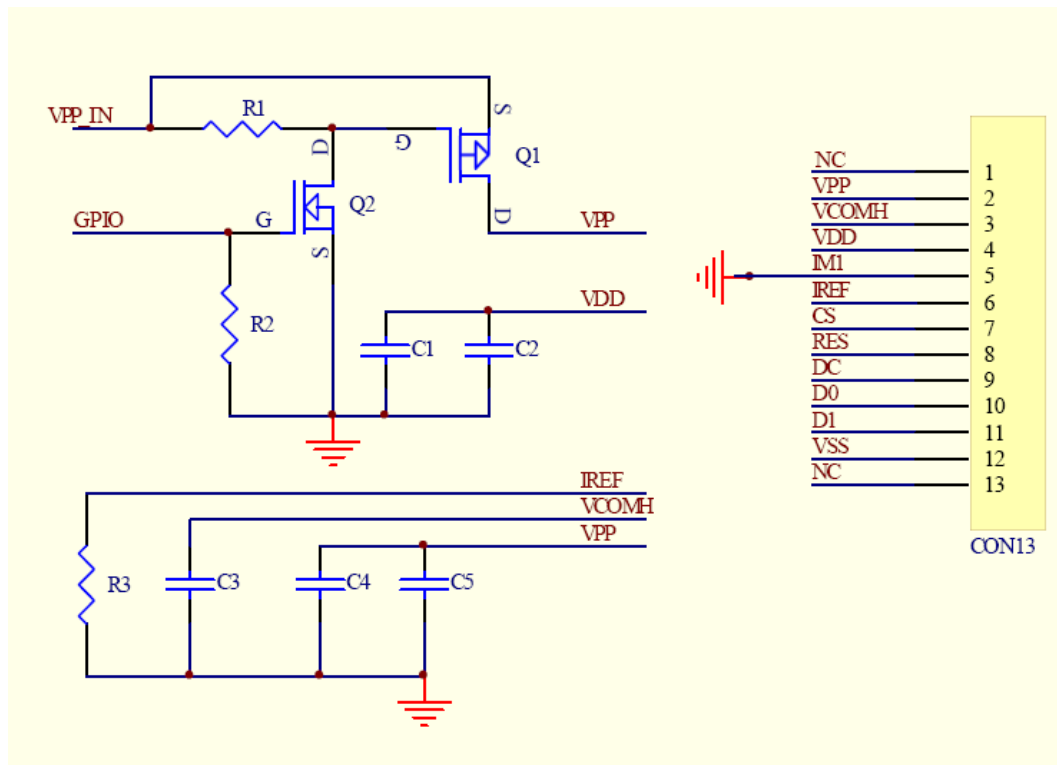 R1
S
VPP_IN
D
G
Q1
Q2
GPIO
G
D
VPP
S
R2
VDD
C1
C2
IREF
VCOMH
VPP
R3
C3
C4
C5
NC
1
VPP
2
VCOMH
3
VDD
4
IM1
5
IREF
6
CS
7
RES
8
DC
9
D0
10
D1
11
VSS
12
NC
13
CON13